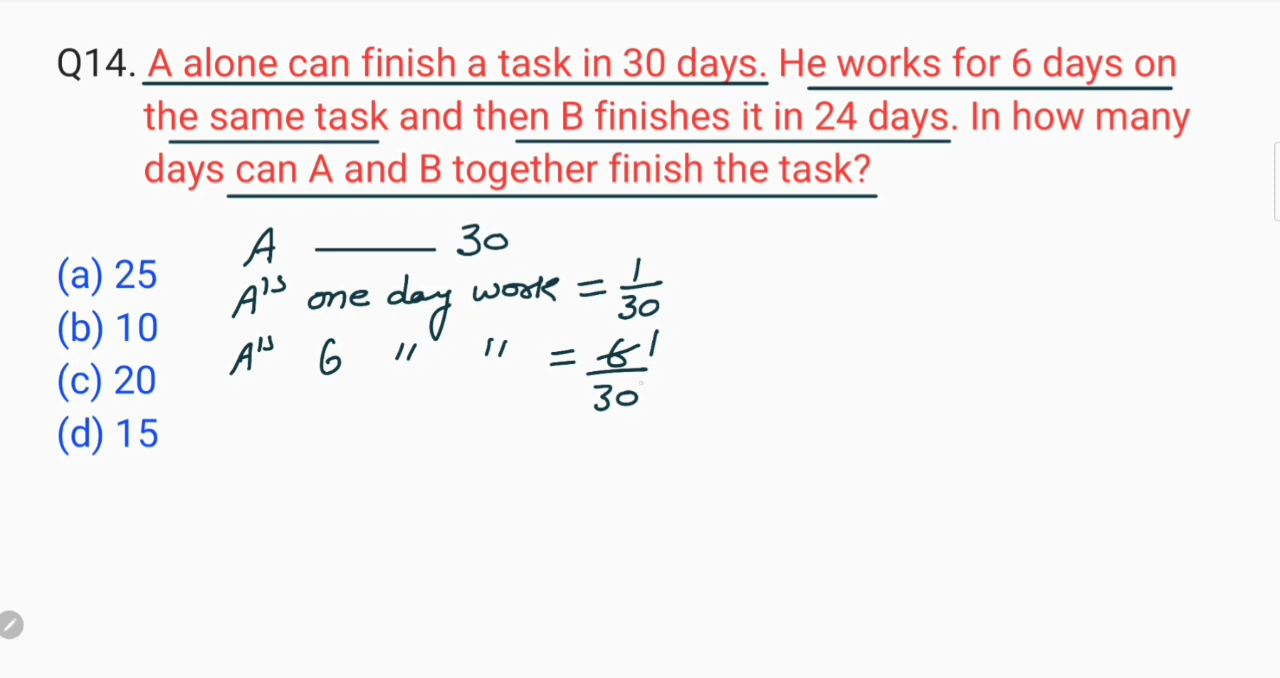 Q14. A alone can finish a task in 30 days. He works for 6 days on
the same task and then B finishes it in 24 days. In how many
days can A and B together finish the task?
(a) 25
(b) 10
(c) 20
(d) 15
A — 30
A's one day work = 1/30
A's 6 " " = 6 1/30